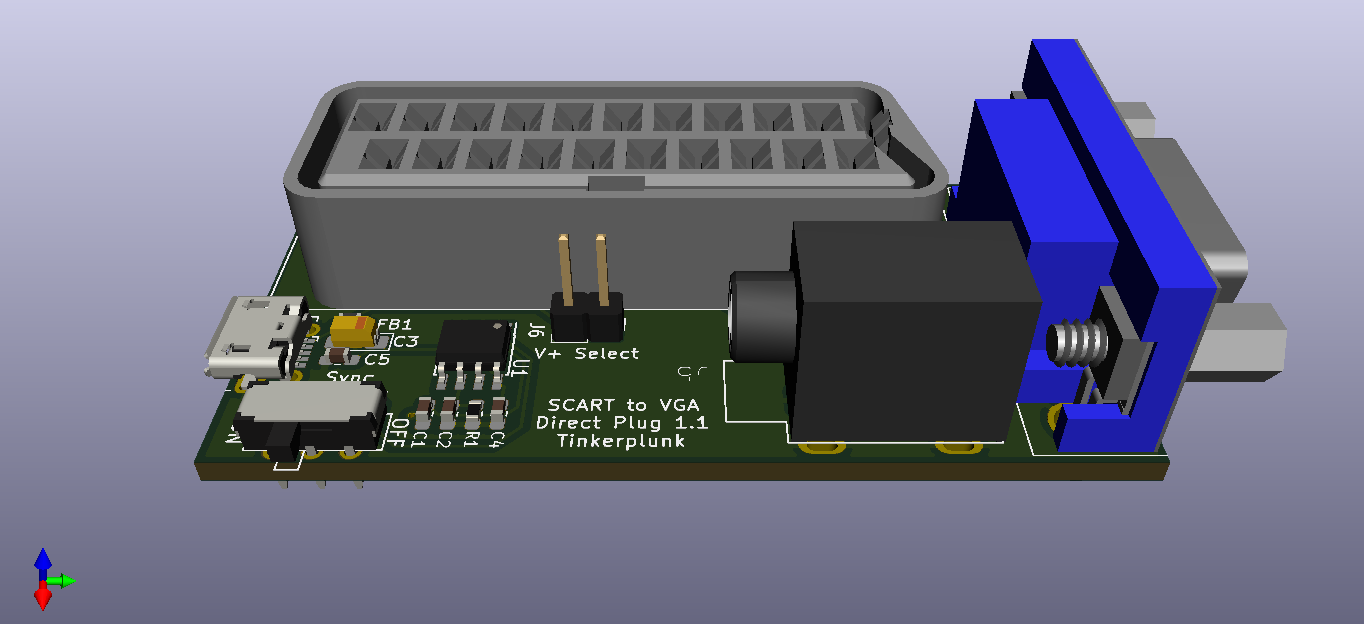 FB1
C3
C5
Sync
OFF
J6
U1
V+ Select
C1
C2
R1
C4
SCART to VGA
Direct Plug 1.1
Tinkerplunk